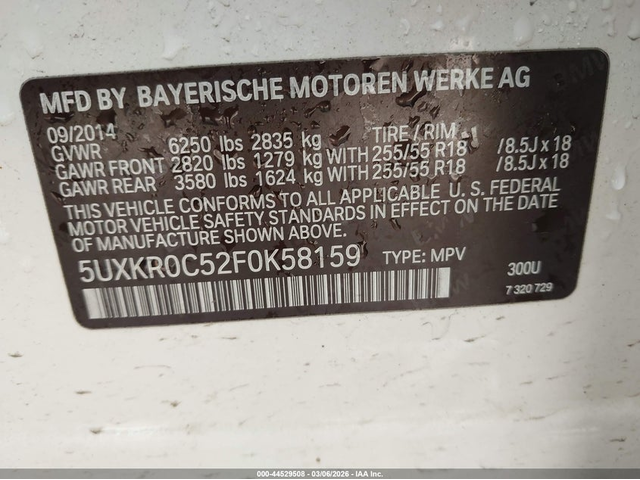 MFD BY BAYERISCHE MOTOREN WERKE AG
09/2014 TIRE / RIM
GVWR 6250 lbs 2835 kg
GAWR FRONT 2820 lbs 1279 kg WITH 255/55 R18 / 8.5J x 18
GAWR REAR 3580 lbs 1624 kg WITH 255/55 R18 / 8.5J x 18
THIS VEHICLE CONFORMS TO ALL APPLICABLE U. S. FEDERAL
MOTOR VEHICLE SAFETY STANDARDS IN EFFECT ON THE DATE
OF MANUFACTURE SHOWN ABOVE.
5UXKR0C52F0K58159 TYPE: MPV 300U
7 320 729
000-44529508 - 03/06/2026 - IAA Inc.